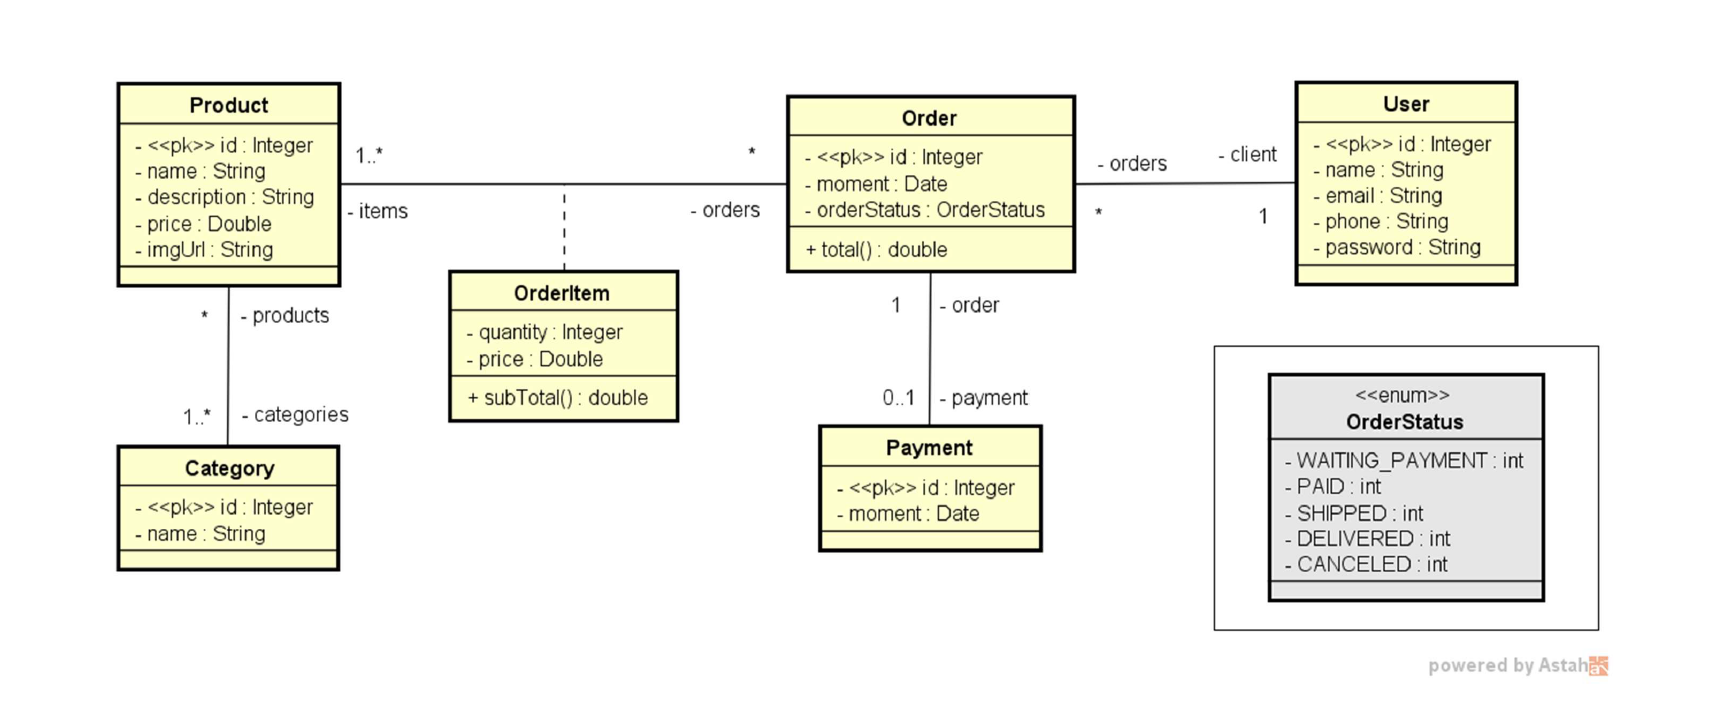 Product
- <<pk>> id : Integer
- name : String
- description : String
- price : Double
- imgUrl : String
1..*
- items
*
- orders
Order
- <<pk>> id : Integer
- moment : Date
- orderStatus : OrderStatus
+ total() : double
- orders
*
- client
1
User
- <<pk>> id : Integer
- name : String
- email : String
- phone : String
- password : String
OrderItem
- quantity : Integer
- price : Double
+ subTotal() : double
* - products
1..* - categories
Category
- <<pk>> id : Integer
- name : String
1 - order
0..1 - payment
Payment
- <<pk>> id : Integer
- moment : Date
<<enum>>
OrderStatus
- WAITING_PAYMENT : int
- PAID : int
- SHIPPED : int
- DELIVERED : int
- CANCELED : int
powered by Astah